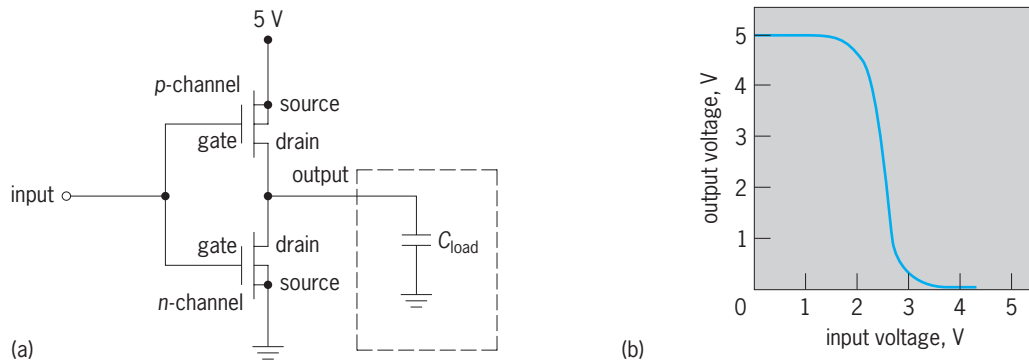 5 V
p-channel
source
gate
drain
input
output
gate
drain
C_load
source
n-channel
(a)
output voltage, V
5
4
3
2
1
0 1 2 3 4 5
input voltage, V
(b)